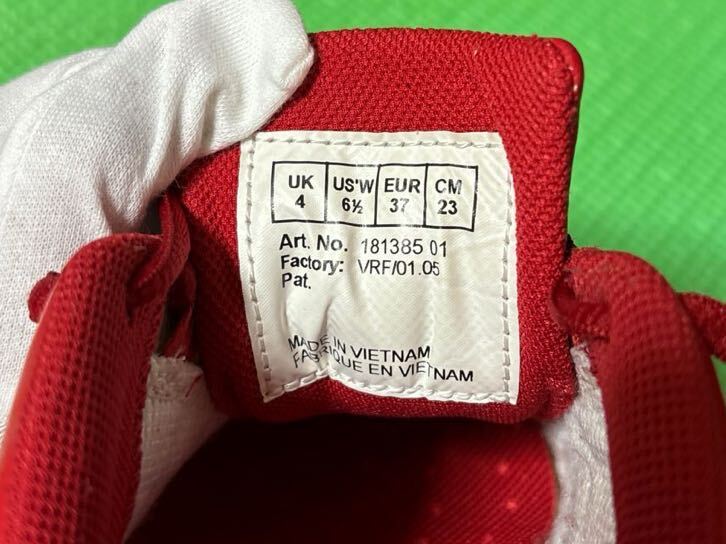 UK US'W EUR CM
4 6½ 37 23
Art. No. 181385 01
Factory: VRF/01.05
Pat.
MADE IN VIETNAM
FABRIQUE EN VIETNAM